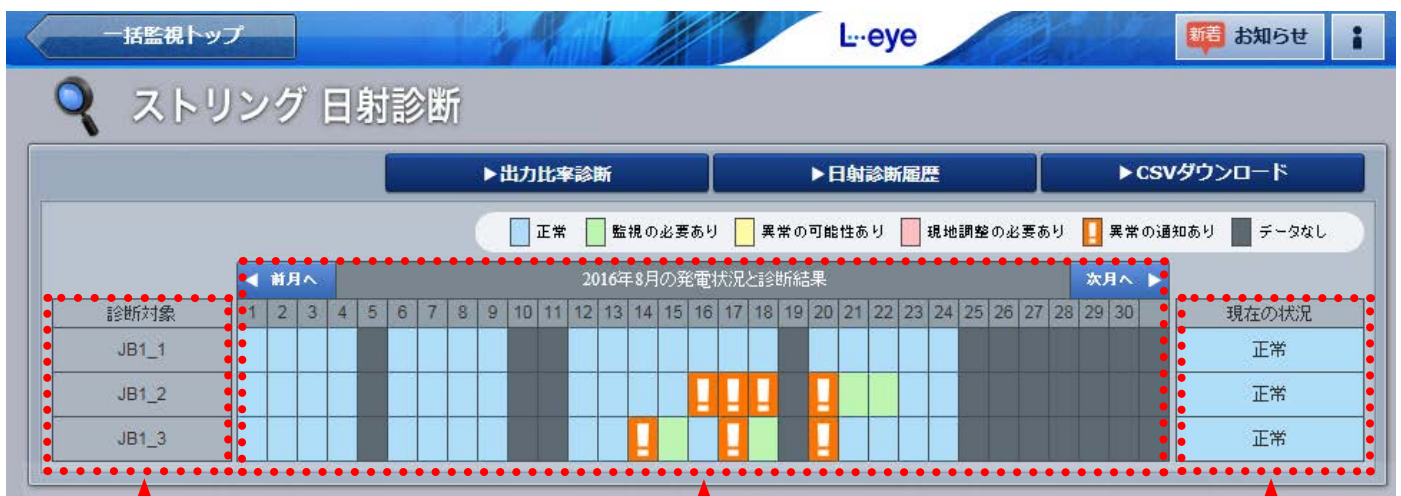 一括監視トップ
L・・・eye
新着 お知らせ
ストリング 日射診断
▶出力比率診断
▶日射診断履歴
▶CSVダウンロード
正常 監視の必要あり 異常の可能性あり 現地調整の必要あり 異常の通知あり データなし
◀ 前月へ
2016年8月の発電状況と診断結果
次月へ ▶
診断対象 1 2 3 4 5 6 7 8 9 10 11 12 13 14 15 16 17 18 19 20 21 22 23 24 25 26 27 28 29 30 現在の状況
JB1_1 正常
JB1_2 ! ! ! ! 正常
JB1_3 ! ! ! 正常